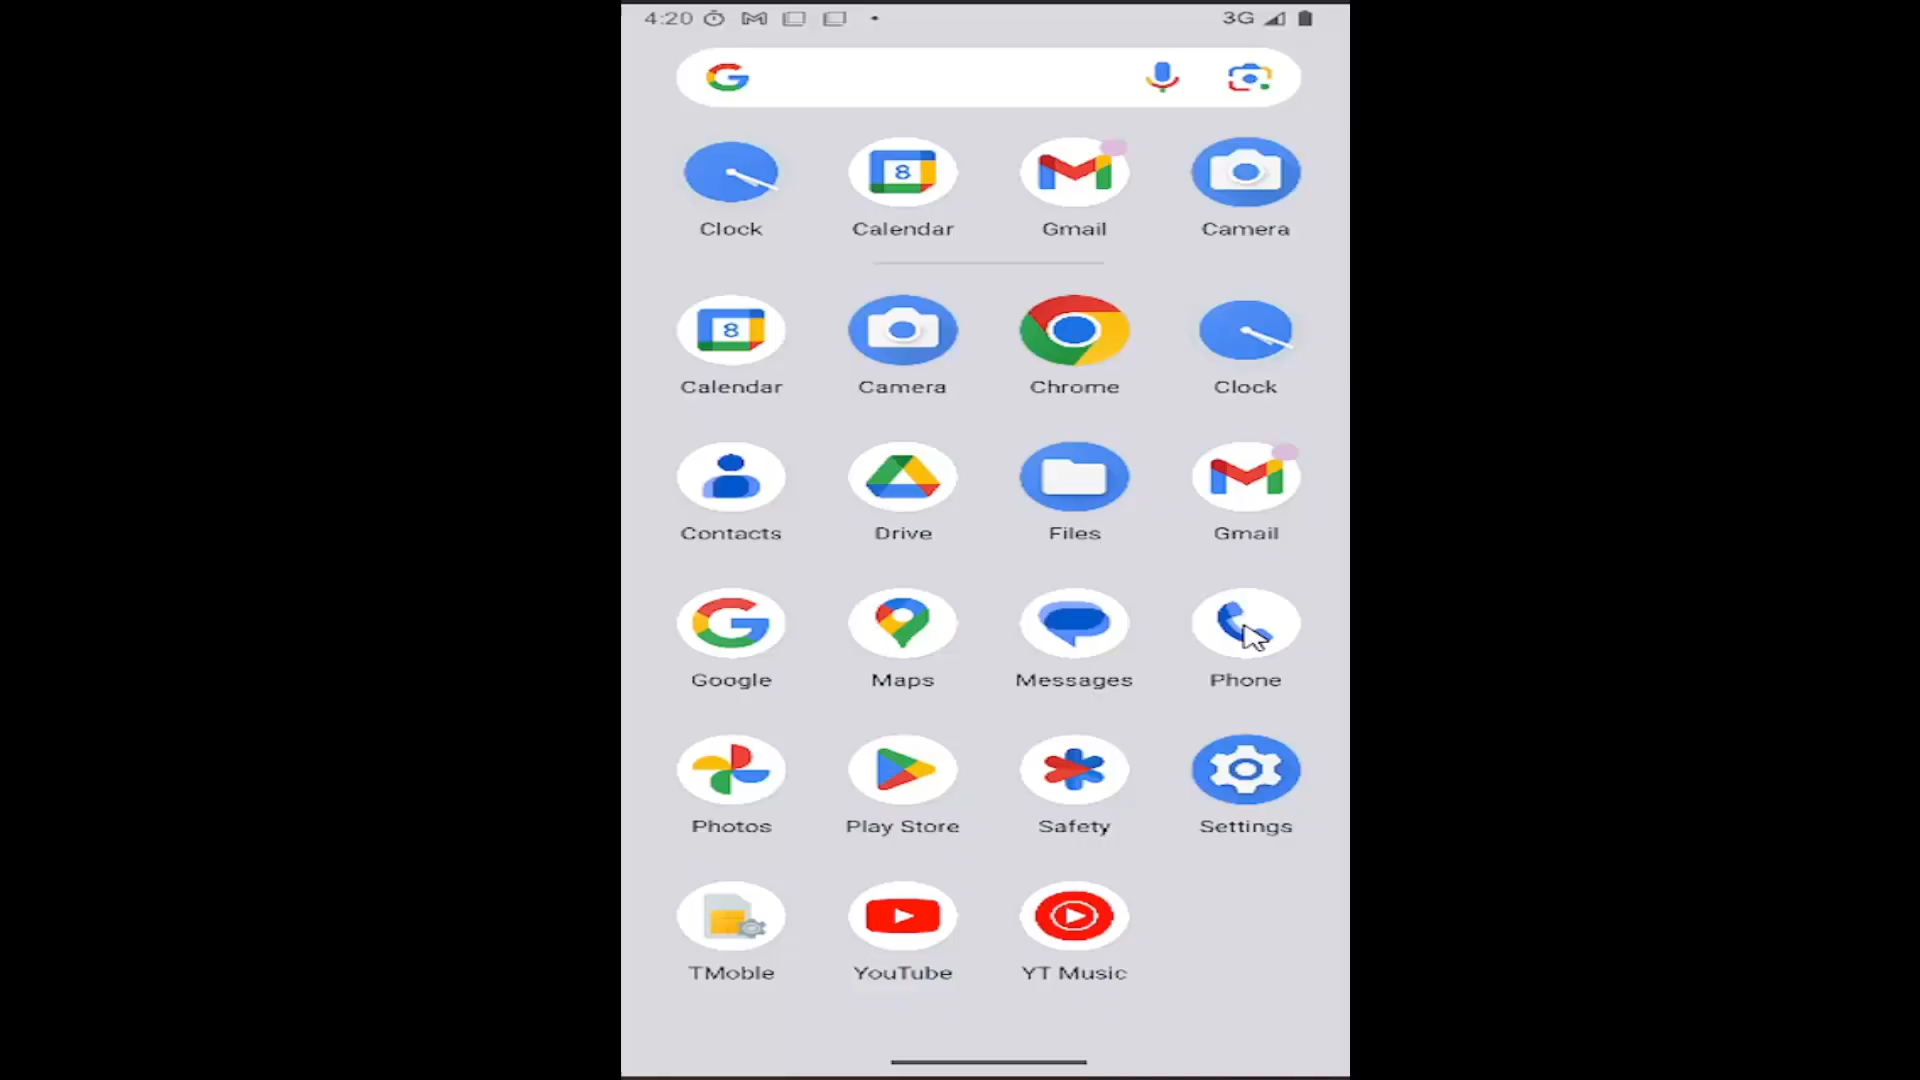 4:20 3G
Clock Calendar Gmail Camera
8
Calendar Camera Chrome Clock
8
Contacts Drive Files Gmail
Google Maps Messages Phone
Photos Play Store Safety Settings
TMoble YouTube YT Music